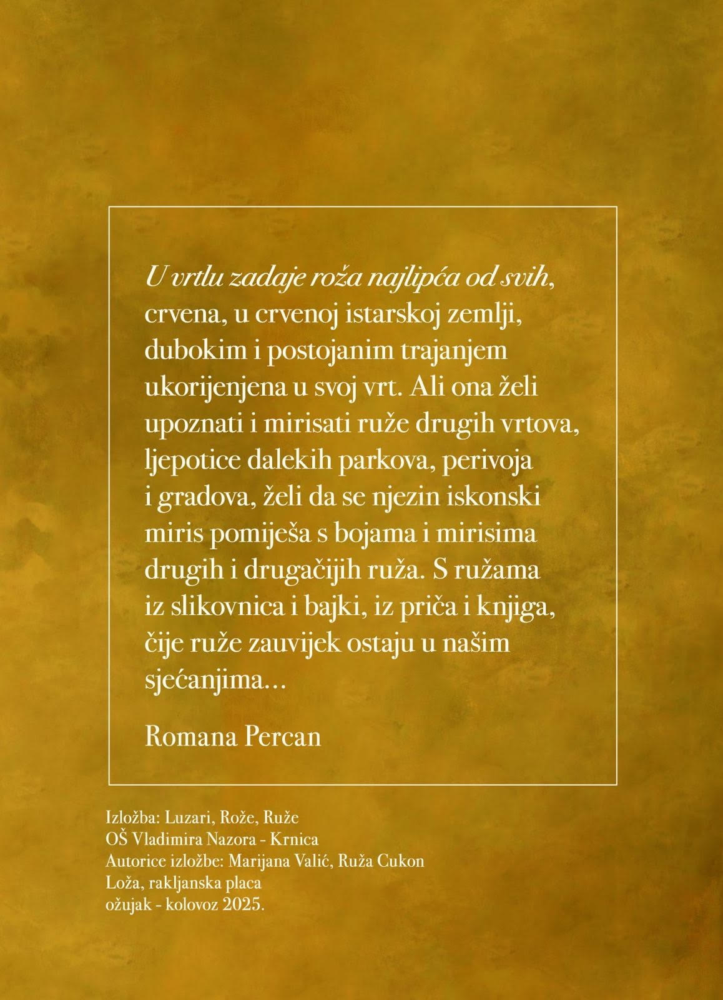 U vrtlu zadaje roža najlipća od svih,
crvena, u crvenoj istarskoj zemlji,
dubokim i postojanim trajanjem
ukorijenjena u svoj vrt. Ali ona želi
upoznati i mirisati ruže drugih vrtova,
ljepotice dalekih parkova, perivoja
i gradova, želi da se njezin iskonski
miris pomiješa s bojama i mirisima
drugih i drugačijih ruža. S ružama
iz slikovnica i bajki, iz priča i knjiga,
čije ruže zauvijek ostaju u našim
sjećanjima...
Romana Percan
Izložba: Luzari, Rože, Ruže
OŠ Vladimira Nazora - Krnica
Autorice izložbe: Marijana Valić, Ruža Cukon
Loža, rakljanska placa
ožujak - kolovoz 2025.